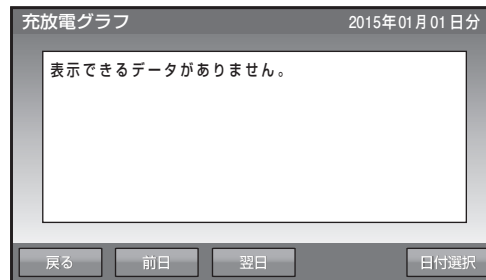 充放電グラフ 2015年01月01日分
表示できるデータがありません。
戻る 前日 翌日 日付選択